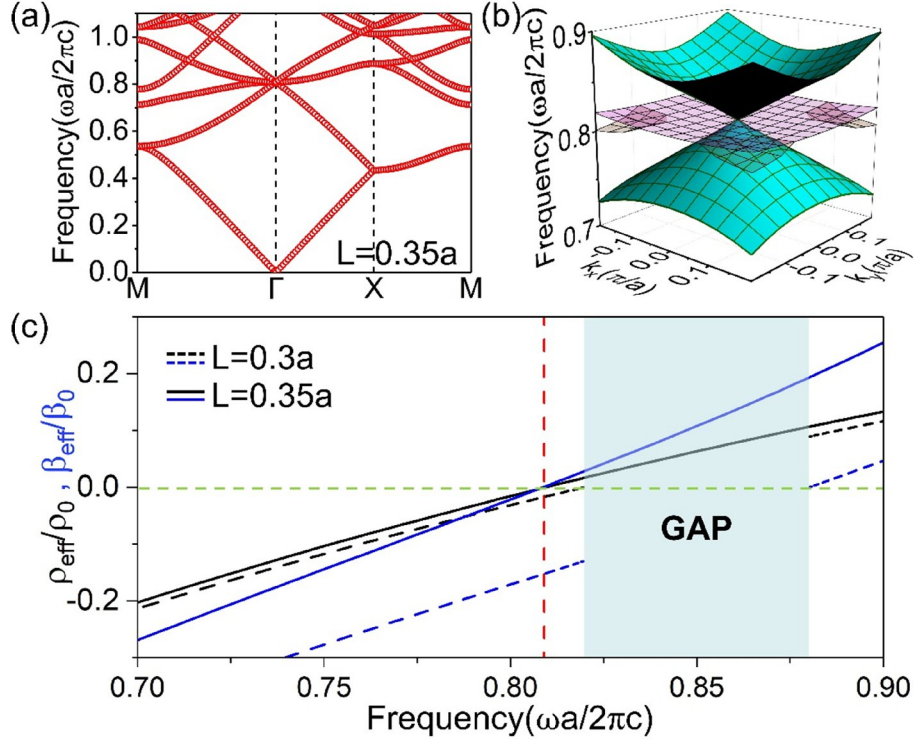 (a)
Frequency(ωa/2πc)
1.0
0.8
0.6
0.4
0.2
0.0
M Γ X M
L=0.35a
(b)
Frequency(ωa/2πc)
0.9
0.8
0.7
-0.1
0.0
0.1
kx(π/a)
-0.1
0.0
0.1
ky(π/a)
(c)
ρeff/ρ0 , βeff/β0
0.2
0.0
-0.2
L=0.3a
L=0.35a
GAP
0.70 0.75 0.80 0.85 0.90
Frequency(ωa/2πc)